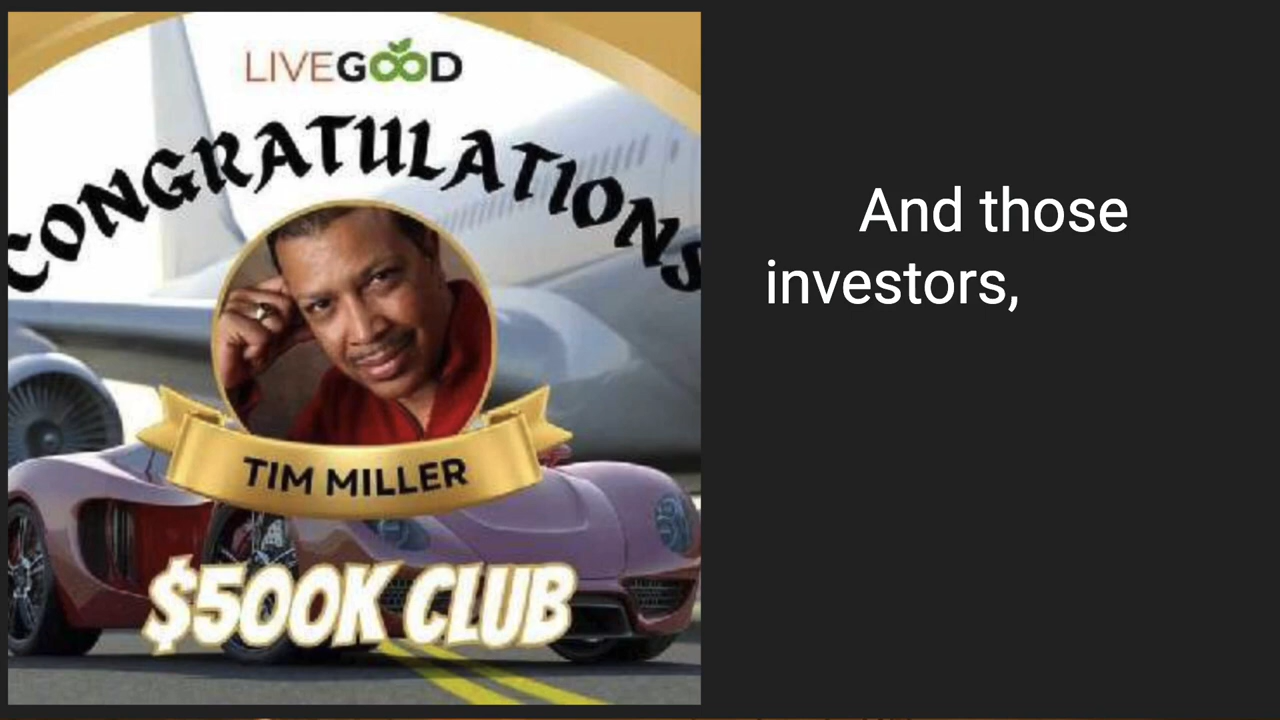 LIVEGOOD
CONGRATULATIONS
TIM MILLER
$500K CLUB
And those
investors,